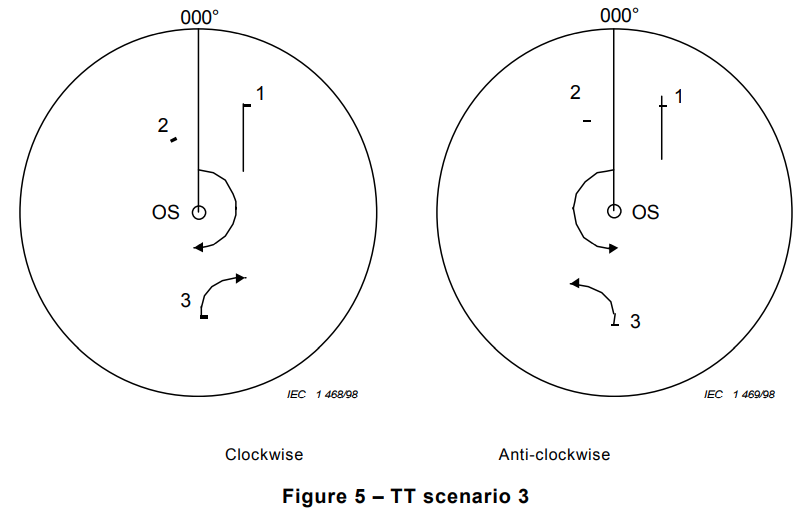 000°
000°
1
2
2
1
OS
OS
3
3
IEC 1 468/98
IEC 1 469/98
Clockwise
Anti-clockwise
Figure 5 – TT scenario 3